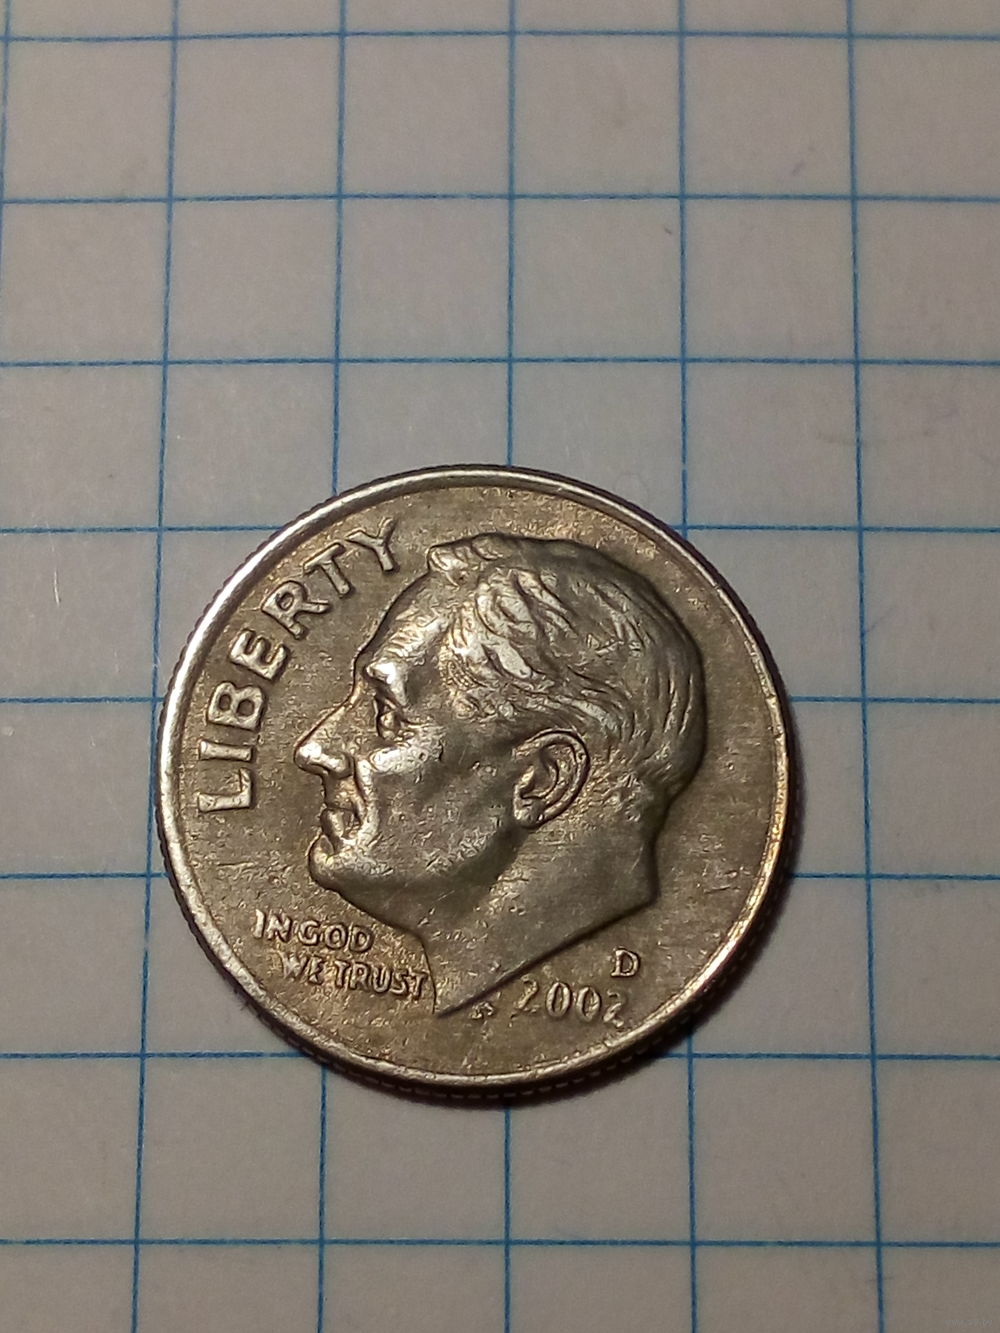 LIBERTY
IN GOD
WE TRUST
D
2002